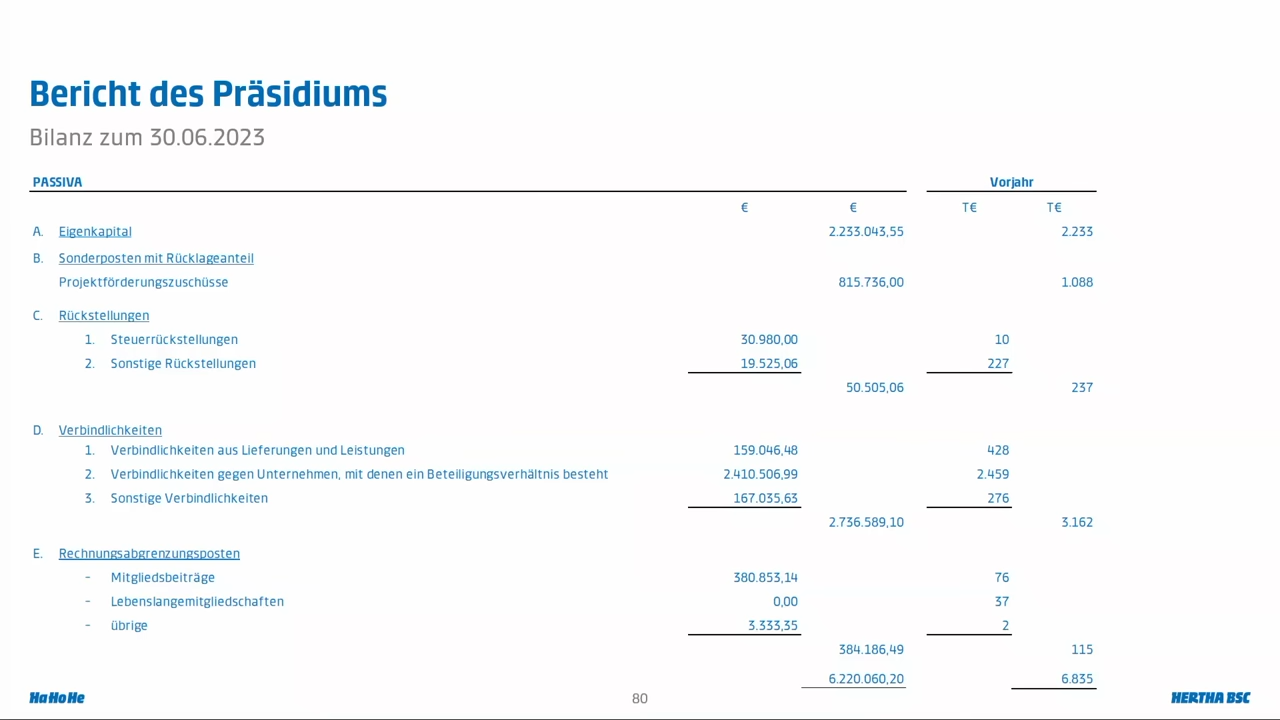 Bericht des Präsidiums
Bilanz zum 30.06.2023
PASSIVA Vorjahr
€ € T€ T€
A. Eigenkapital 2.233.043,55 2.233
B. Sonderposten mit Rücklageanteil
Projektförderungszuschüsse 815.736,00 1.088
C. Rückstellungen
1. Steuerrückstellungen 30.980,00 10
2. Sonstige Rückstellungen 19.525,06 227
50.505,06 237
D. Verbindlichkeiten
1. Verbindlichkeiten aus Lieferungen und Leistungen 159.046,48 428
2. Verbindlichkeiten gegen Unternehmen, mit denen ein Beteiligungsverhältnis besteht 2.410.506,99 2.459
3. Sonstige Verbindlichkeiten 167.035,63 276
2.736.589,10 3.162
E. Rechnungsabgrenzungsposten
- Mitgliedsbeiträge 380.853,14 76
- Lebenslangemitgliedschaften 0,00 37
- übrige 3.333,35 2
384.186,49 115
6.220.060,20 6.835
HaHoHe 80 HERTHA BSC